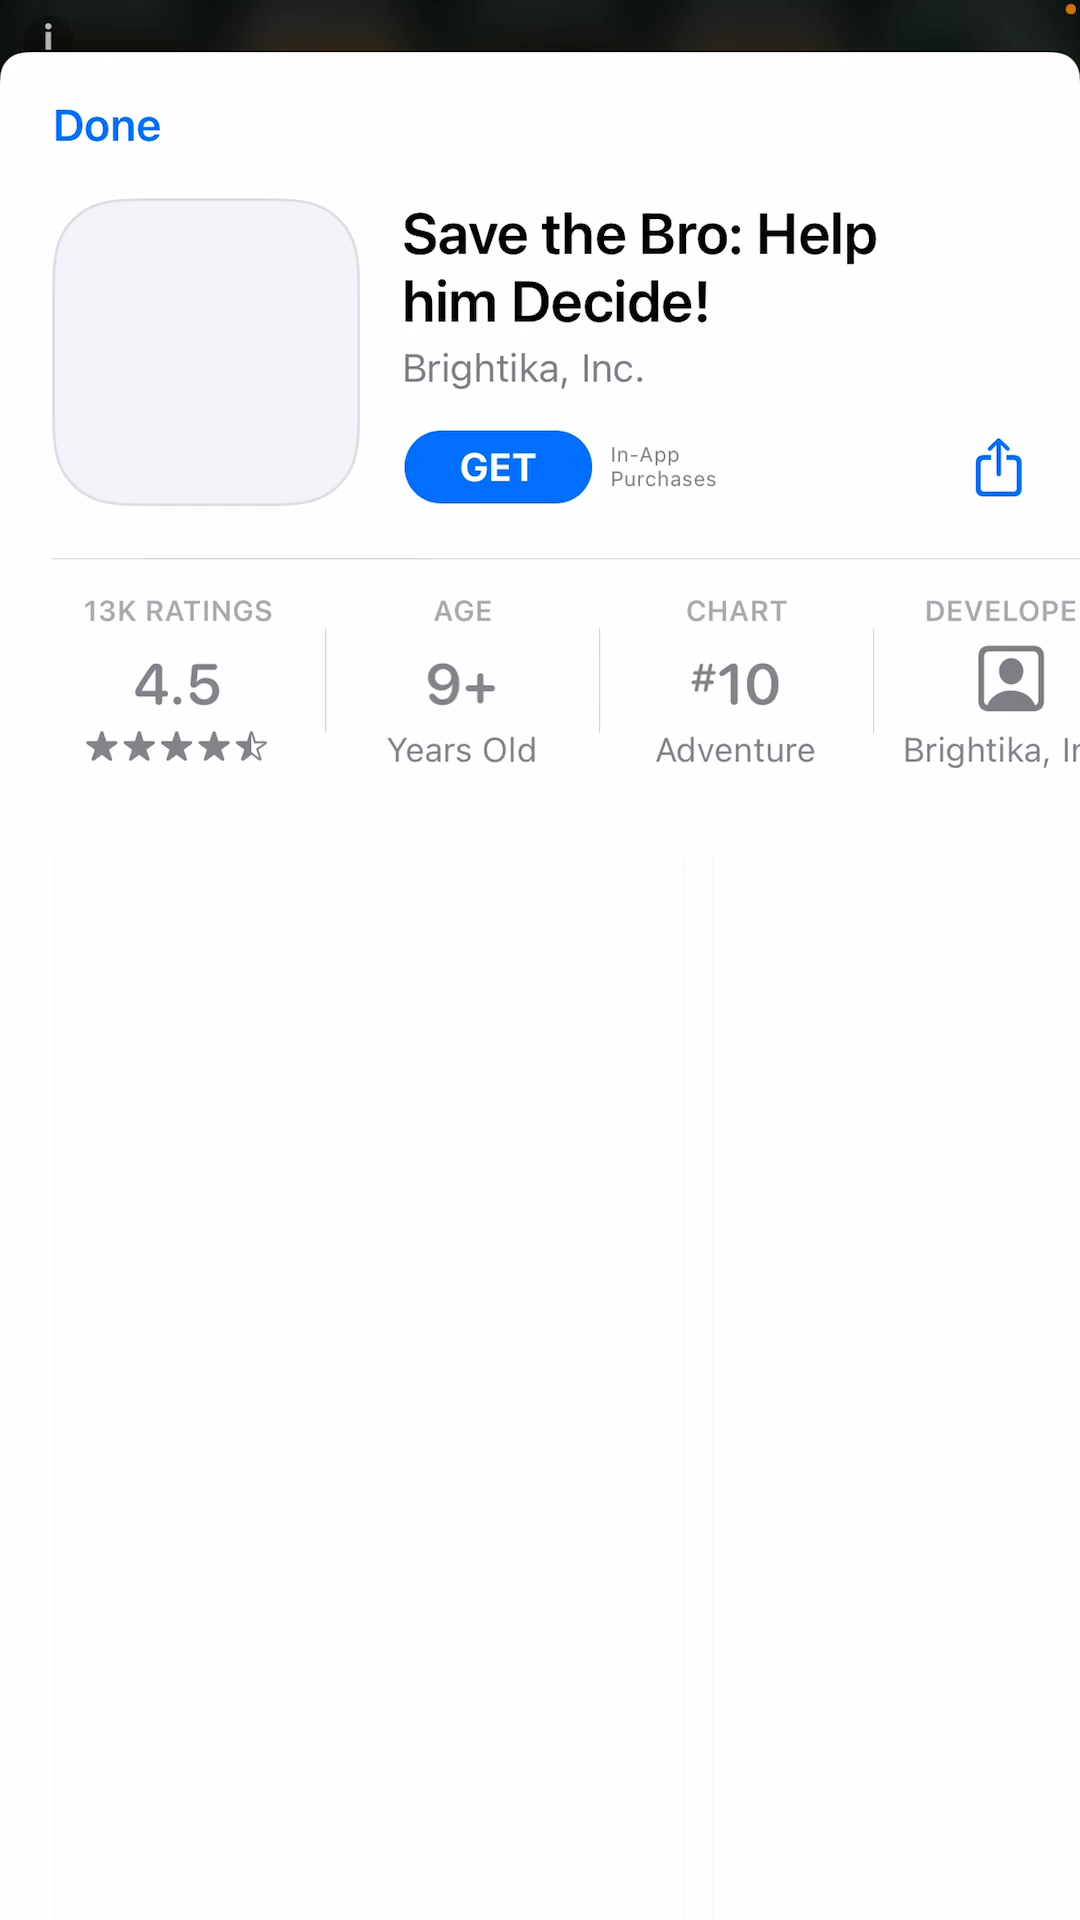 i
Done
Save the Bro: Help
him Decide!
Brightika, Inc.
GET
In-App
Purchases
13K RATINGS
4.5
AGE
9+
Years Old
CHART
#10
Adventure
DEVELOPE
Brightika, In